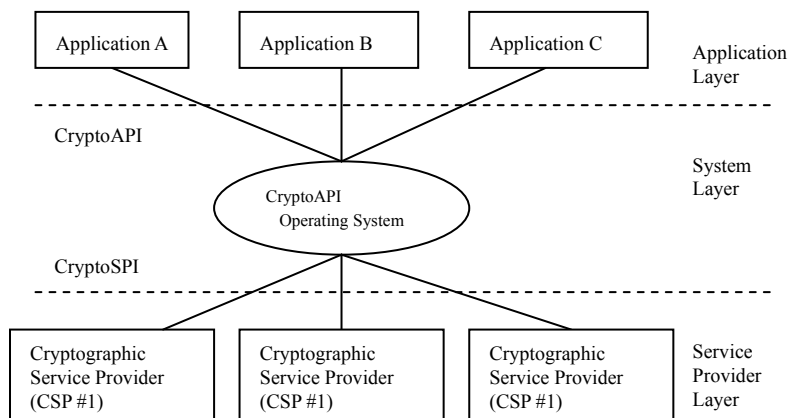 Application A
Application B
Application C
Application
Layer
CryptoAPI
System
Layer
CryptoAPI
Operating System
CryptoSPI
Cryptographic
Service Provider
(CSP #1)
Cryptographic
Service Provider
(CSP #1)
Cryptographic
Service Provider
(CSP #1)
Service
Provider
Layer